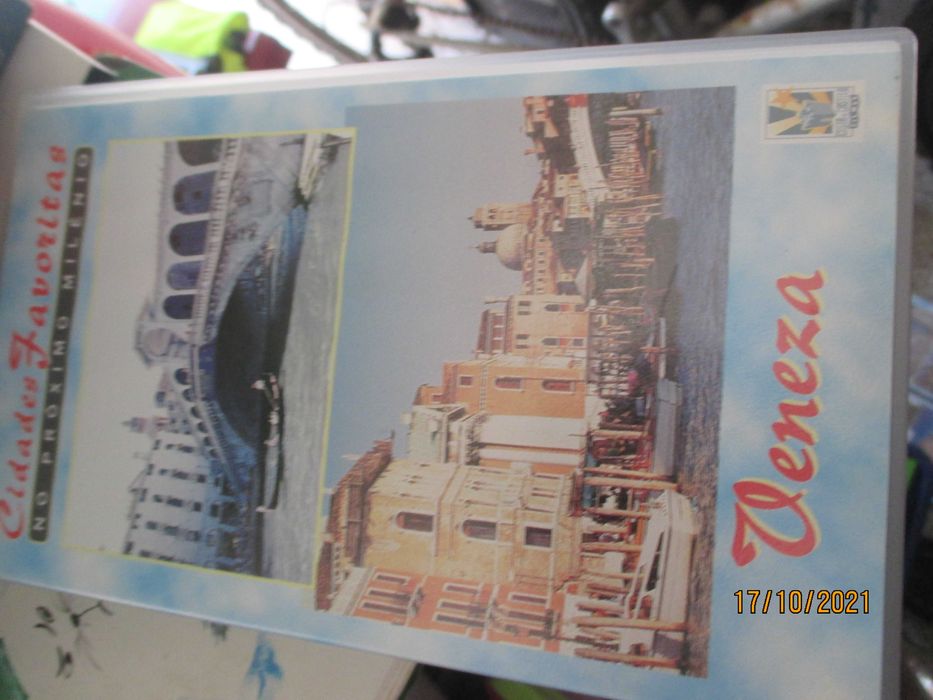 Cidades Favoritas
NO PRÓXIMO MILÉNIO
Veneza
17/10/2021